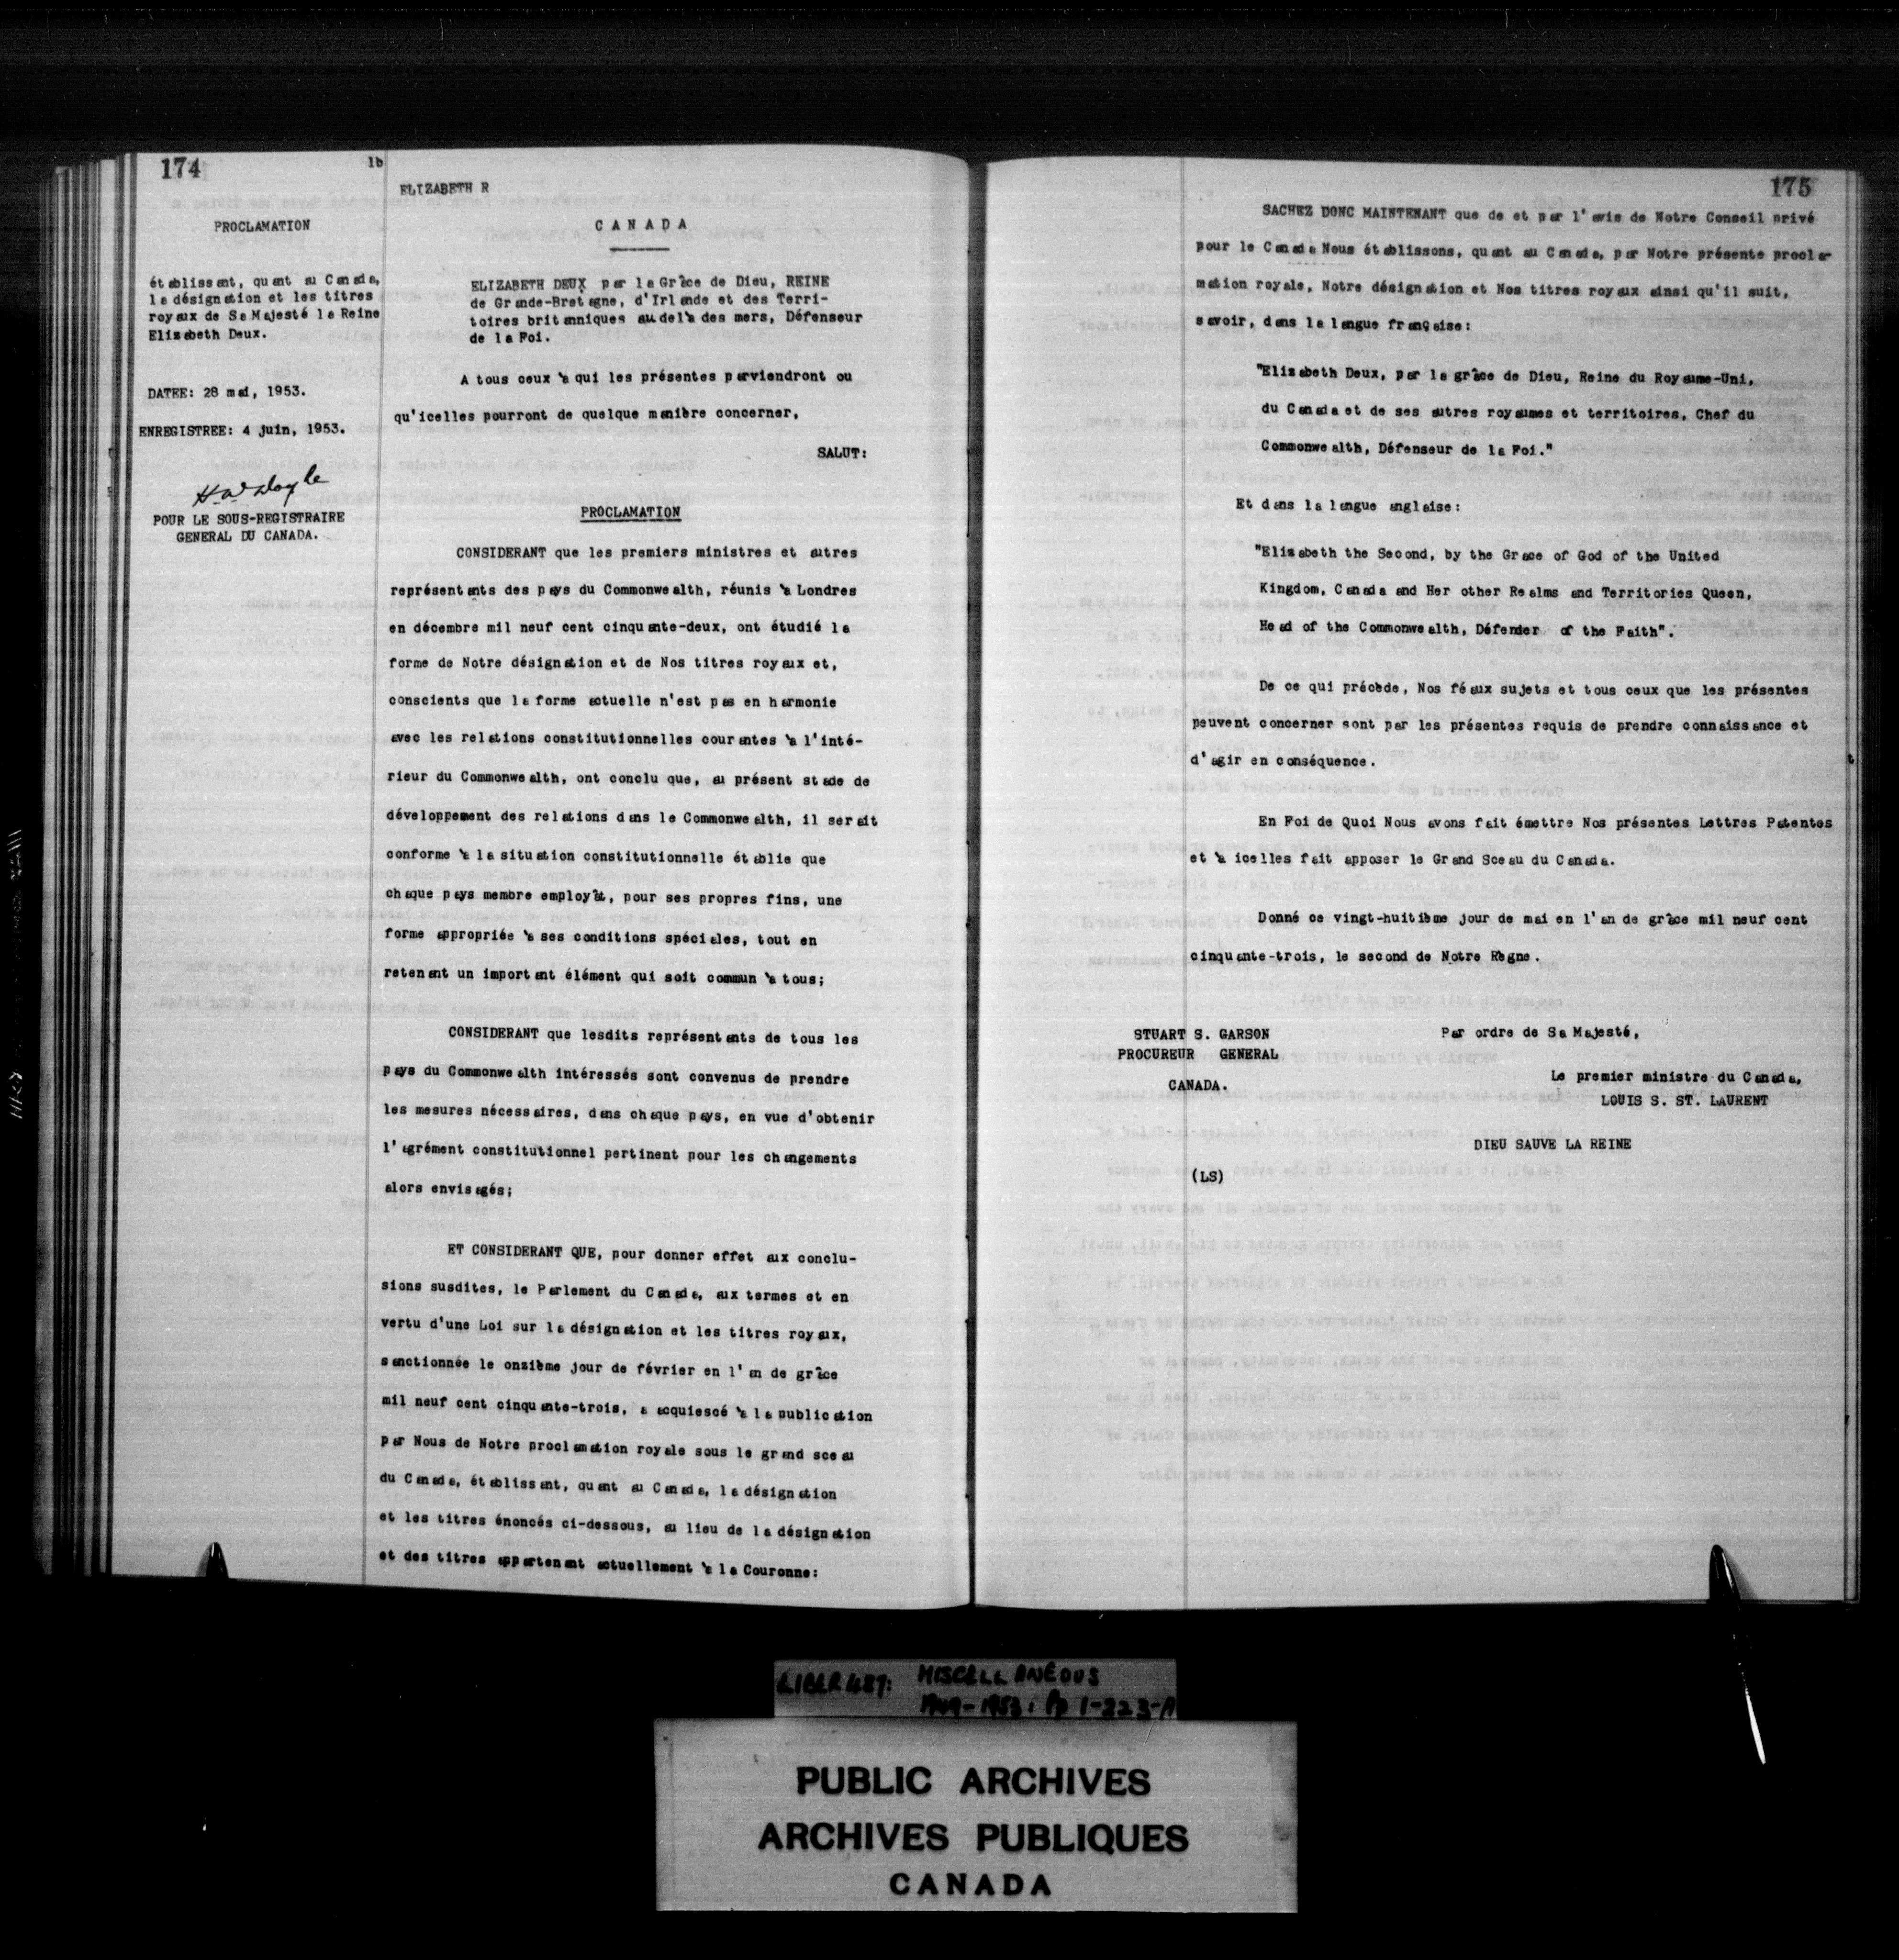 174
1b
PROCLAMATION
établissant, quant au Canada,
la désignation et les titres
royaux de Sa Majesté la Reine
Elizabeth Deux.
DATEE: 28 mai, 1953.
ENREGISTREE: 4 juin, 1953.
POUR LE SOUS-REGISTRAIRE
GENERAL DU CANADA.
ELIZABETH R
CANADA
ELIZABETH DEUX par la Grâce de Dieu, REINE
de Grande-Bretagne, d'Irlande et des Terri-
toires britanniques au delà des mers, Défenseur
de la Foi.
A tous ceux à qui les présentes parviendront ou
qu'icelles pourront de quelque manière concerner,
SALUT:
PROCLAMATION
CONSIDERANT que les premiers ministres et autres
représentants des pays du Commonwealth, réunis à Londres
en décembre mil neuf cent cinquante-deux, ont étudié la
forme de Notre désignation et de Nos titres royaux et,
conscients que la forme actuelle n'est pas en harmonie
avec les relations constitutionnelles courantes à l'inté-
rieur du Commonwealth, ont conclu que, au présent stade de
développement des relations dans le Commonwealth, il serait
conforme à la situation constitutionnelle établie que
chaque pays membre employât, pour ses propres fins, une
forme appropriée à ses conditions spéciales, tout en
retenant un important élément qui soit commun à tous;
CONSIDERANT que lesdits représentants de tous les
pays du Commonwealth intéressés sont convenus de prendre
les mesures nécessaires, dans chaque pays, en vue d'obtenir
l'agrément constitutionnel pertinent pour les changements
alors envisagés;
ET CONSIDERANT QUE, pour donner effet aux conclu-
sions susdites, le Parlement du Canada, aux termes et en
vertu d'une Loi sur la désignation et les titres royaux,
sanctionnée le onzième jour de février en l'an de grâce
mil neuf cent cinquante-trois, a acquiescé à la publication
par Nous de Notre proclamation royale sous le grand sceau
du Canada, établissant, quant au Canada, la désignation
et les titres énoncés ci-dessous, au lieu de la désignation
et des titres appartenant actuellement à la Couronne:
175
SACHEZ DONC MAINTENANT que de et par l'avis de Notre Conseil privé
pour le Canada Nous établissons, quant au Canada, par Notre présente procla-
mation royale, Notre désignation et Nos titres royaux ainsi qu'il suit,
savoir, dans la langue française:
"Elizabeth Deux, par la grâce de Dieu, Reine du Royaume-Uni,
du Canada et de ses autres royaumes et territoires, Chef du
Commonwealth, Défenseur de la Foi."
Et dans la langue anglaise:
"Elizabeth the Second, by the Grace of God of the United
Kingdom, Canada and Her other Realms and Territories Queen,
Head of the Commonwealth, Défender of the Faith".
De ce qui précède, Nos féaux sujets et tous ceux que les présentes
peuvent concerner sont par les présentes requis de prendre connaissance et
d'agir en conséquence.
En Foi de Quoi Nous avons fait émettre Nos présentes Lettres Patentes
et à icelles fait apposer le Grand Sceau du Canada.
Donné ce vingt-huitième jour de mai en l'an de grâce mil neuf cent
cinquante-trois, le second de Notre Règne.
STUART S. GARSON
PROCUREUR GENERAL
CANADA.
Par ordre de Sa Majesté,
Le premier ministre du Canada,
LOUIS S. ST. LAURENT
DIEU SAUVE LA REINE
(LS)
LIBER 487: MISCELLANEOUS
1949-1953: Pp 1-223-A
PUBLIC ARCHIVES
ARCHIVES PUBLIQUES
CANADA